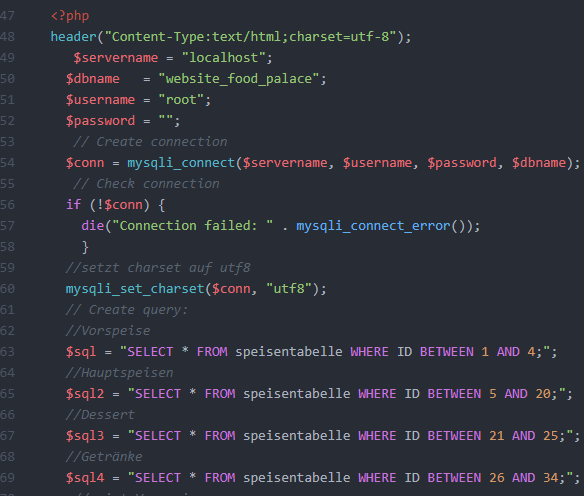 47 <?php
48 header("Content-Type:text/html;charset=utf-8");
49 $servername = "localhost";
50 $dbname = "website_food_palace";
51 $username = "root";
52 $password = "";
53 // Create connection
54 $conn = mysqli_connect($servername, $username, $password, $dbname);
55 // Check connection
56 if (!$conn) {
57 die("Connection failed: " . mysqli_connect_error());
58 }
59 //setzt charset auf utf8
60 mysqli_set_charset($conn, "utf8");
61 // Create query:
62 //Vorspeise
63 $sql = "SELECT * FROM speisentabelle WHERE ID BETWEEN 1 AND 4;";
64 //Hauptspeisen
65 $sql2 = "SELECT * FROM speisentabelle WHERE ID BETWEEN 5 AND 20;";
66 //Dessert
67 $sql3 = "SELECT * FROM speisentabelle WHERE ID BETWEEN 21 AND 25;";
68 //Getränke
69 $sql4 = "SELECT * FROM speisentabelle WHERE ID BETWEEN 26 AND 34;";